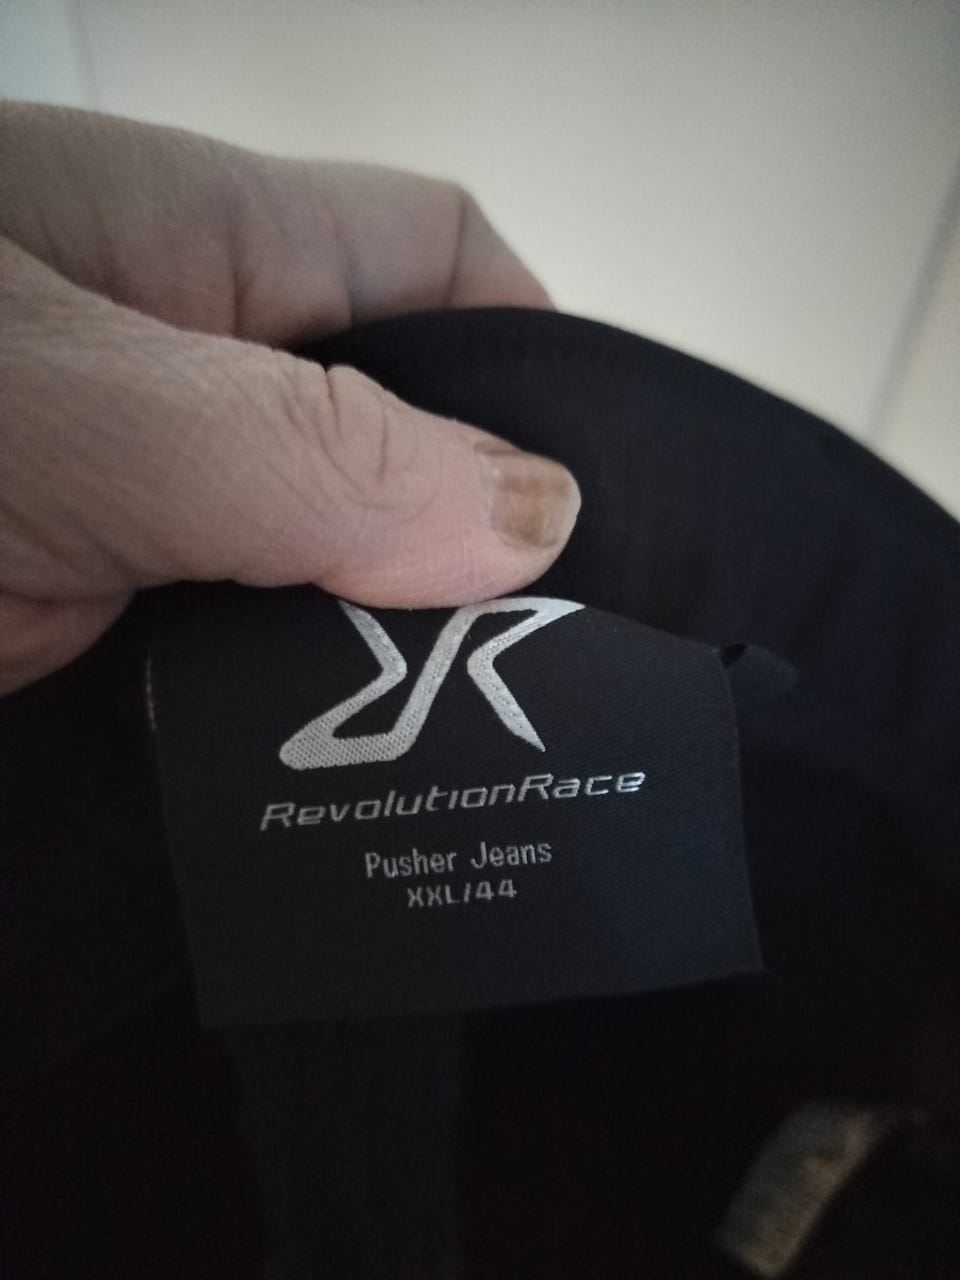 RevolutionRace
Pusher Jeans
XXL/44